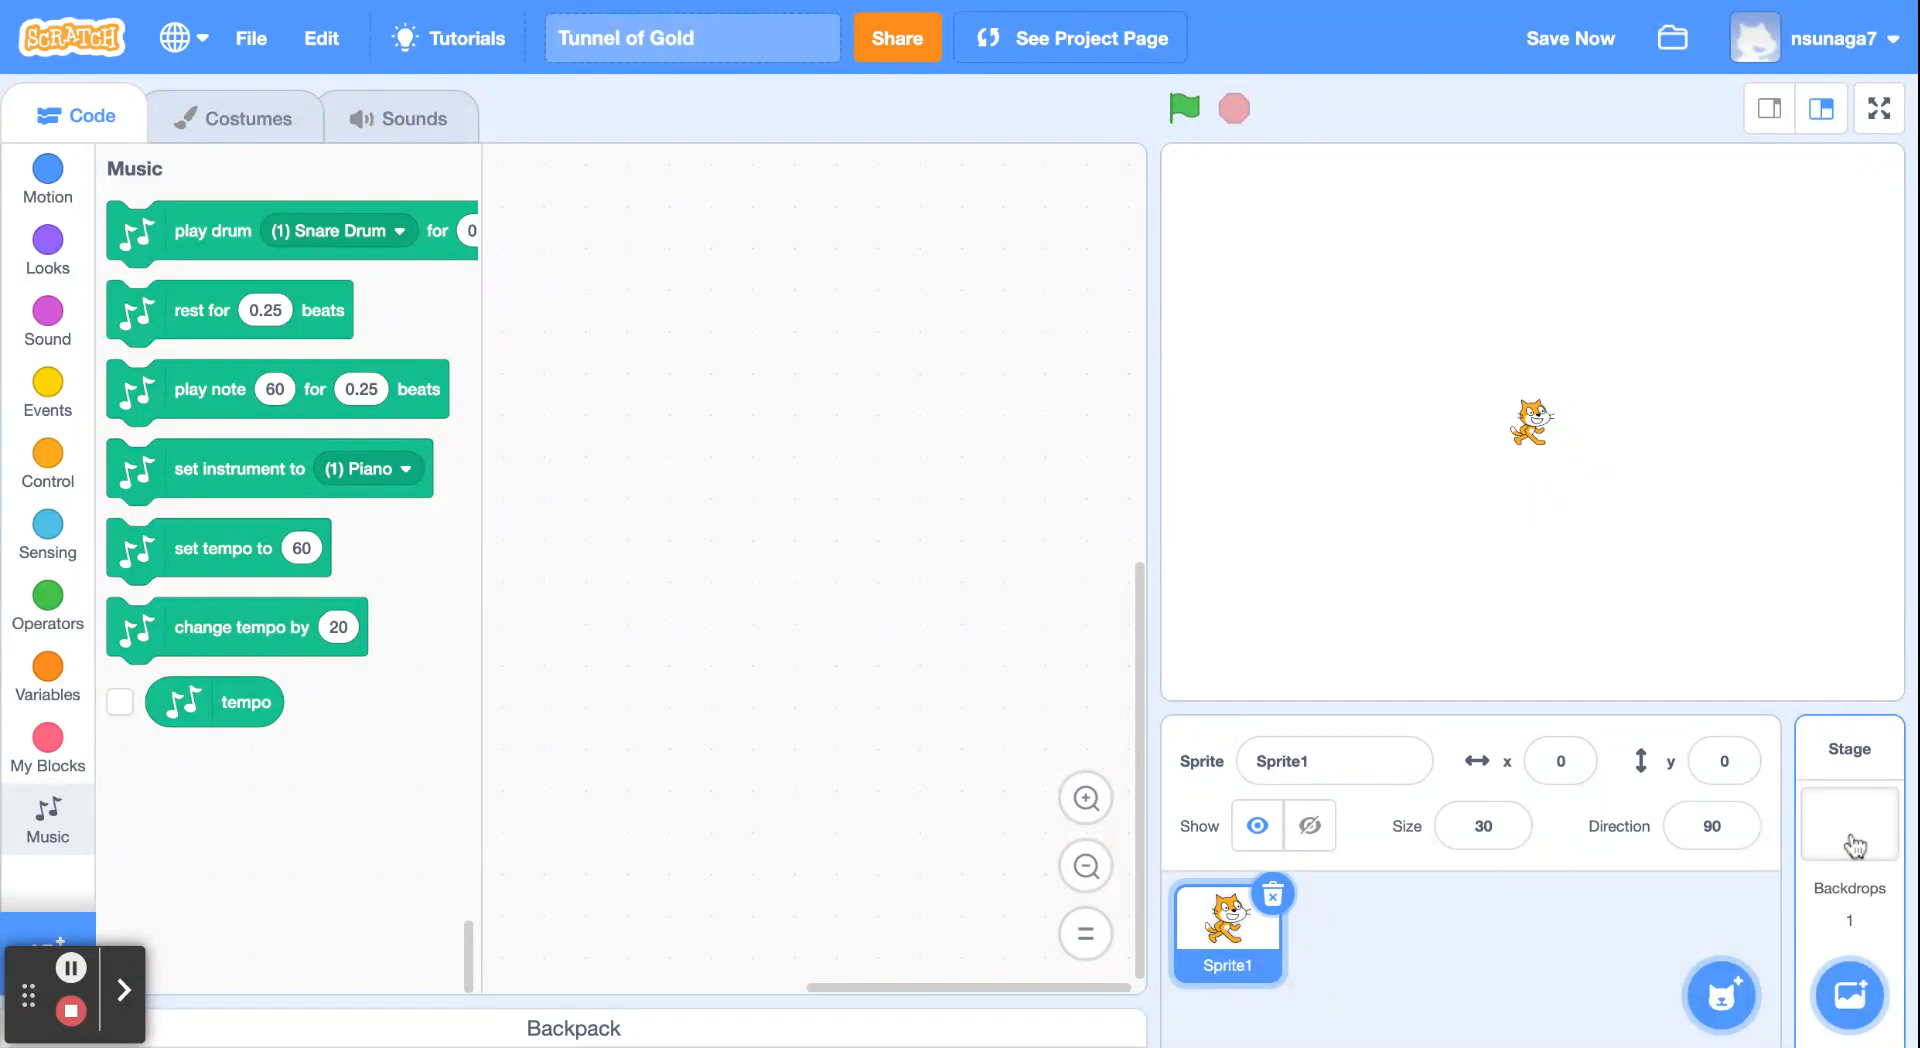 SCRATCH
File
Edit
Tutorials
Tunnel of Gold
Share
See Project Page
Save Now
nsunaga7
Code
Costumes
Sounds
Motion
Looks
Sound
Events
Control
Sensing
Operators
Variables
My Blocks
Music
Music
play drum (1) Snare Drum for 0
rest for 0.25 beats
play note 60 for 0.25 beats
set instrument to (1) Piano
set tempo to 60
change tempo by 20
tempo
Backpack
Sprite Sprite1 x 0 y 0
Show Size 30 Direction 90
Sprite1
Stage
Backdrops
1